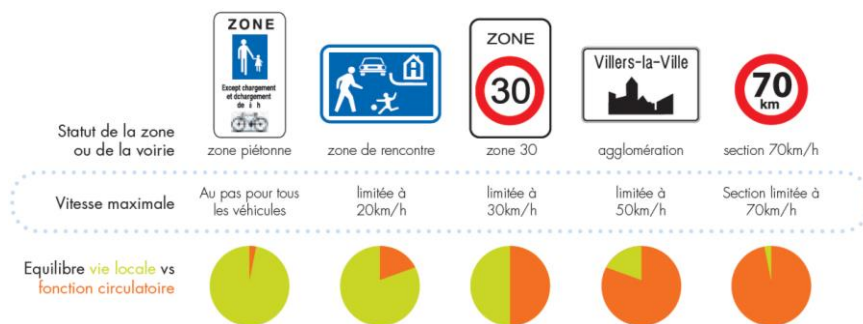 ZONE
Except chargement
et déchargement
de à h
ZONE
30
Villers-la-Ville
70
km
Statut de la zone
ou de la voirie
zone piétonne
zone de rencontre
zone 30
agglomération
section 70km/h
Vitesse maximale
Au pas pour tous
les véhicules
limitée à
20km/h
limitée à
30km/h
limitée à
50km/h
Section limitée à
70km/h
Equilibre vie locale vs
fonction circulatoire